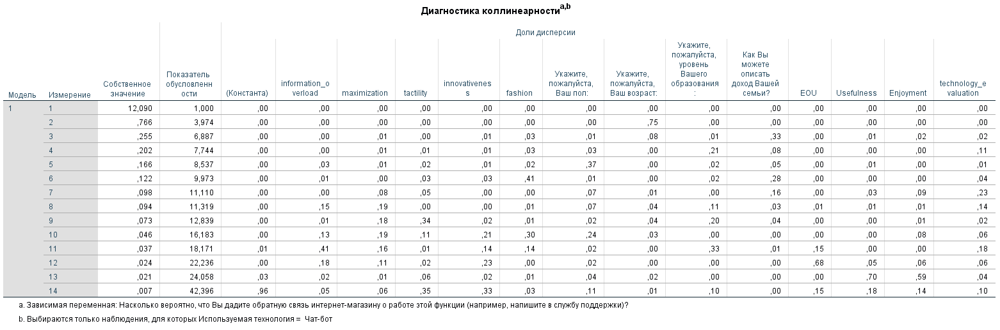 Диагностика коллинеарностиa,b
Доли дисперсии
Модель Измерение Собственное значение Показатель обусловленн ости (Константа) information_o verload maximization tactility innovativenes s fashion Укажите, пожалуйста, Ваш пол: Укажите, пожалуйста, Ваш возраст: Укажите, пожалуйста, уровень Вашего образования : Как Вы можете описать доход Вашей семьи? EOU Usefulness Enjoyment technology_e valuation
1 1 12,090 1,000 ,00 ,00 ,00 ,00 ,00 ,00 ,00 ,00 ,00 ,00 ,00 ,00 ,00 ,00
2 ,766 3,974 ,00 ,00 ,00 ,00 ,00 ,00 ,00 ,75 ,00 ,00 ,00 ,00 ,00 ,00
3 ,255 6,887 ,00 ,00 ,01 ,00 ,01 ,03 ,01 ,08 ,01 ,33 ,00 ,01 ,02 ,02
4 ,202 7,744 ,00 ,00 ,01 ,01 ,01 ,03 ,03 ,00 ,21 ,08 ,00 ,00 ,00 ,11
5 ,166 8,537 ,00 ,03 ,01 ,02 ,01 ,02 ,37 ,00 ,02 ,05 ,00 ,01 ,00 ,01
6 ,122 9,973 ,00 ,01 ,00 ,03 ,03 ,41 ,01 ,00 ,02 ,28 ,00 ,00 ,00 ,04
7 ,098 11,110 ,00 ,00 ,08 ,05 ,00 ,00 ,07 ,01 ,00 ,16 ,00 ,03 ,09 ,23
8 ,094 11,319 ,00 ,15 ,19 ,00 ,00 ,01 ,07 ,04 ,11 ,03 ,01 ,01 ,01 ,14
9 ,073 12,839 ,00 ,01 ,18 ,34 ,02 ,01 ,02 ,04 ,20 ,04 ,00 ,00 ,01 ,02
10 ,046 16,183 ,00 ,13 ,19 ,11 ,21 ,30 ,24 ,03 ,00 ,00 ,00 ,00 ,08 ,06
11 ,037 18,171 ,01 ,41 ,16 ,01 ,14 ,14 ,02 ,00 ,33 ,01 ,15 ,00 ,00 ,18
12 ,024 22,236 ,00 ,18 ,11 ,02 ,23 ,00 ,02 ,00 ,00 ,00 ,68 ,05 ,06 ,06
13 ,021 24,058 ,03 ,02 ,01 ,06 ,02 ,01 ,04 ,02 ,00 ,00 ,00 ,70 ,59 ,04
14 ,007 42,396 ,96 ,05 ,06 ,35 ,33 ,03 ,11 ,01 ,10 ,00 ,15 ,18 ,14 ,10
a. Зависимая переменная: Насколько вероятно, что Вы дадите обратную связь интернет-магазину о работе этой функции (например, напишите в службу поддержки)?
b. Выбираются только наблюдения, для которых Используемая технология = Чат-бот